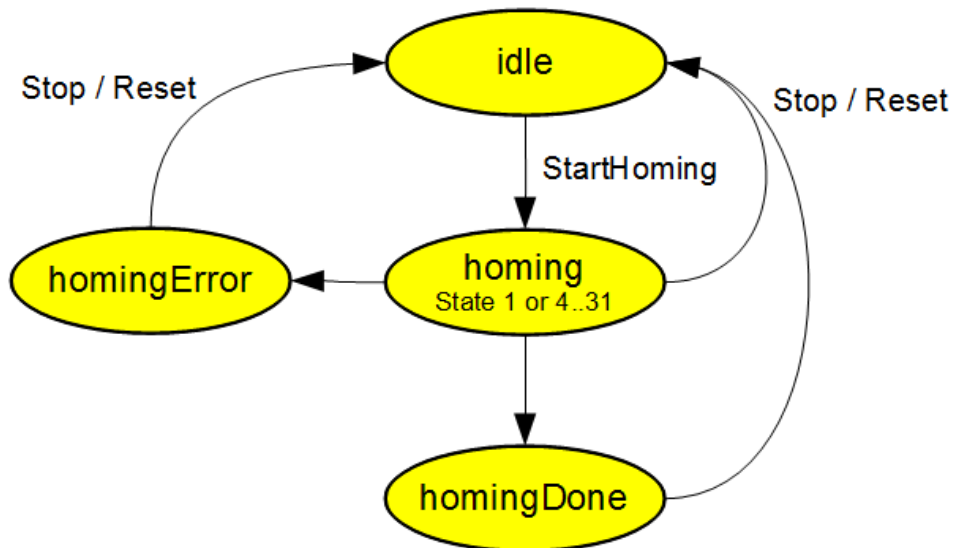 idle
Stop / Reset
Stop / Reset
StartHoming
homing
State 1 or 4..31
homingError
homingDone